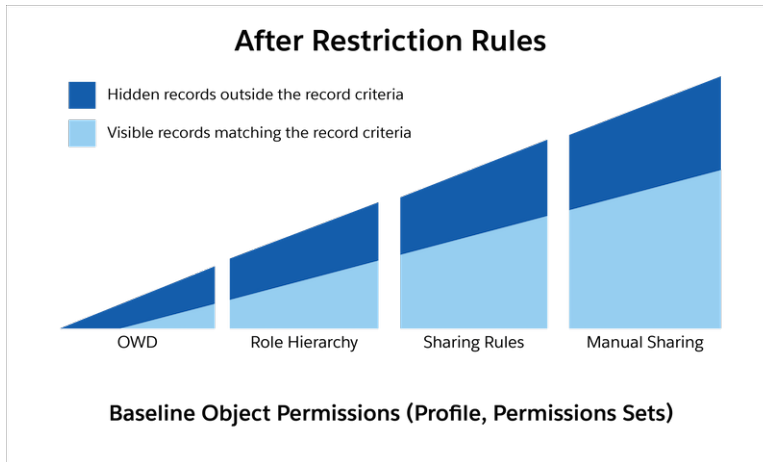 After Restriction Rules
Hidden records outside the record criteria
Visible records matching the record criteria
OWD
Role Hierarchy
Sharing Rules
Manual Sharing
Baseline Object Permissions (Profile, Permissions Sets)